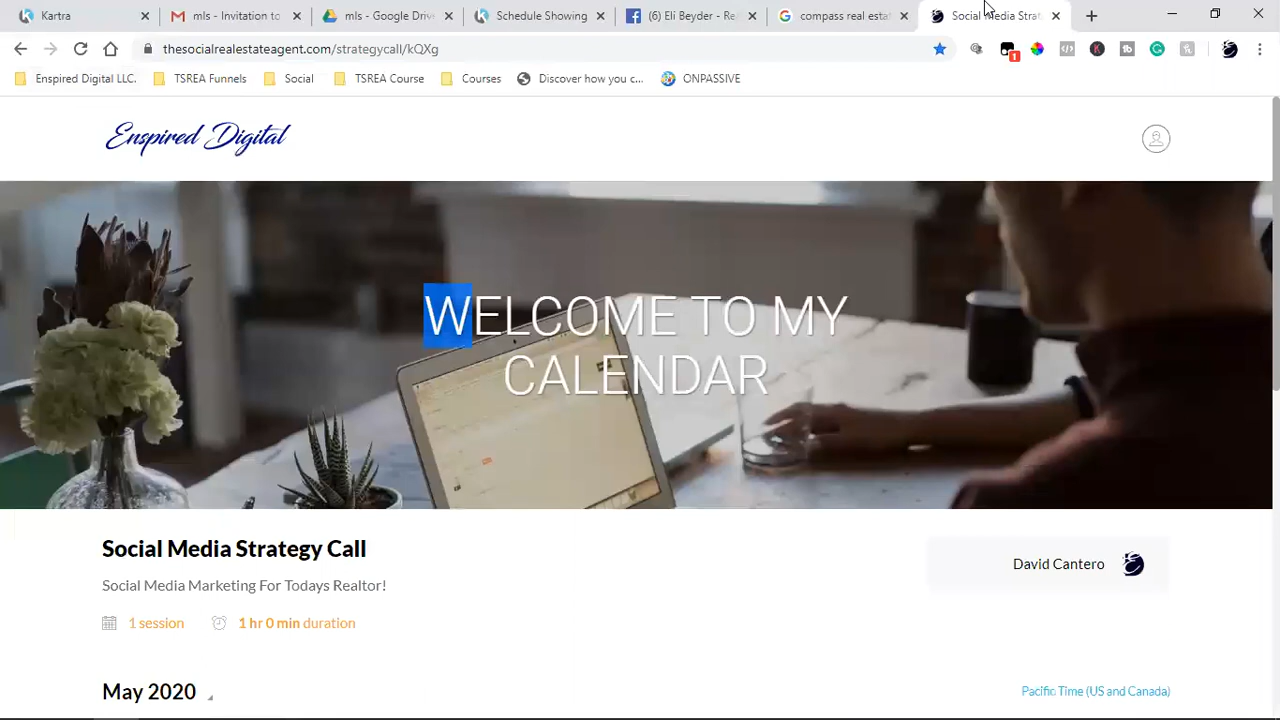 Kartra
mls - Invitation to
mls - Google Drive
Schedule Showing
(6) Eli Beyder - Re
compass real estat
Social Media Strat
thesocialrealestateagent.com/strategycall/kQXg
1
Enspired Digital LLC.
TSREA Funnels
Social
TSREA Course
Courses
Discover how you c...
ONPASSIVE
Enspired Digital
WELCOME TO MY
CALENDAR
Social Media Strategy Call
David Cantero
Social Media Marketing For Todays Realtor!
1 session
1 hr 0 min duration
May 2020
Pacific Time (US and Canada)